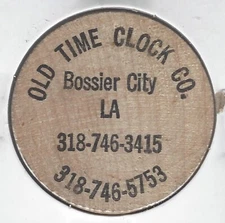 OLD TIME CLOCK CO.
Bossier City
LA
318-746-3415
318-746-5753